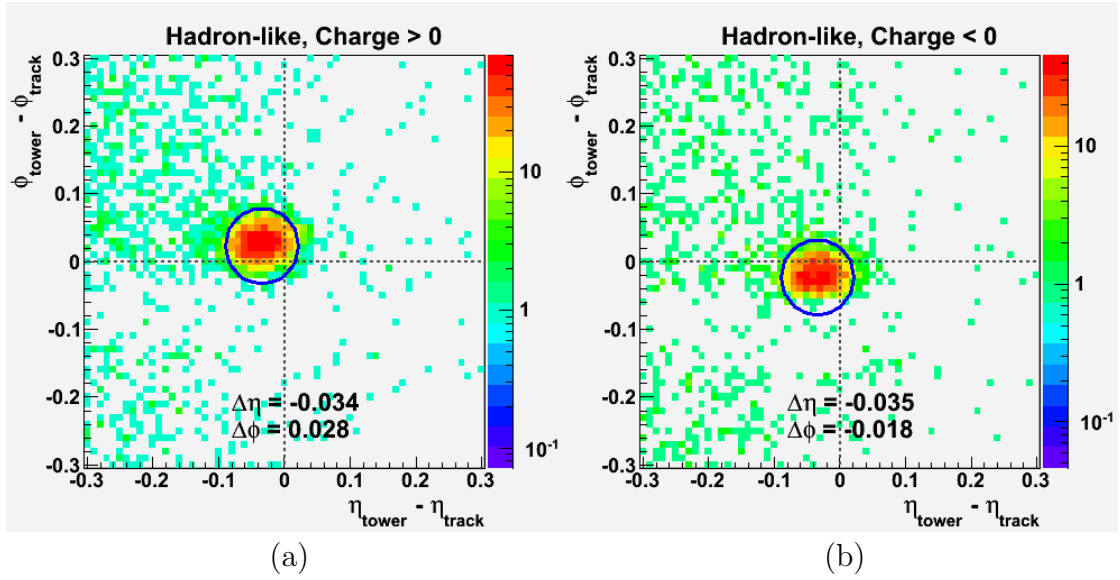 Hadron-like, Charge > 0
ϕtower - ϕtrack
0.3
0.2
0.1
0
-0.1
-0.2
-0.3
-0.3 -0.2 -0.1 0 0.1 0.2 0.3
ηtower - ηtrack
Δη = -0.034
Δϕ = 0.028
10
1
10-1
(a)
Hadron-like, Charge < 0
ϕtower - ϕtrack
0.3
0.2
0.1
0
-0.1
-0.2
-0.3
-0.3 -0.2 -0.1 0 0.1 0.2 0.3
ηtower - ηtrack
Δη = -0.035
Δϕ = -0.018
10
1
10-1
(b)